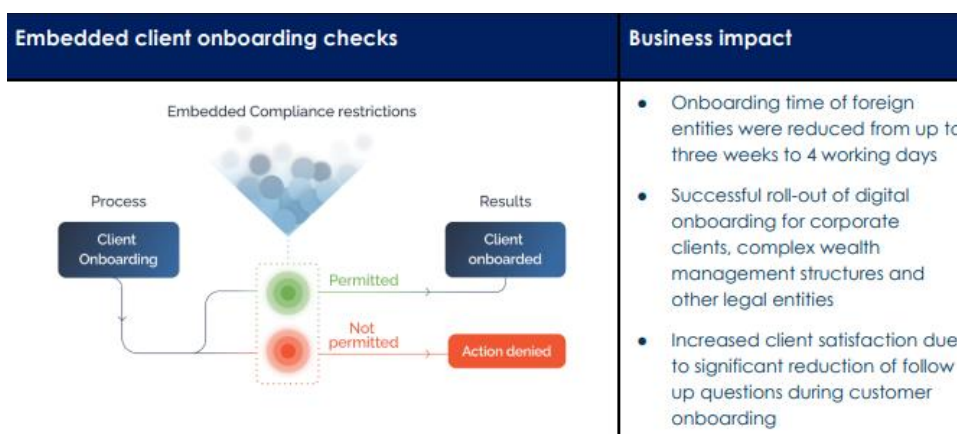 Embedded client onboarding checks
Business impact
Embedded Compliance restrictions
Process
Results
Client
Onboarding
Client
onboarded
Permitted
Not
permitted
Action denied
● Onboarding time of foreign
entities were reduced from up to
three weeks to 4 working days
● Successful roll-out of digital
onboarding for corporate
clients, complex wealth
management structures and
other legal entities
● Increased client satisfaction due
to significant reduction of follow
up questions during customer
onboarding